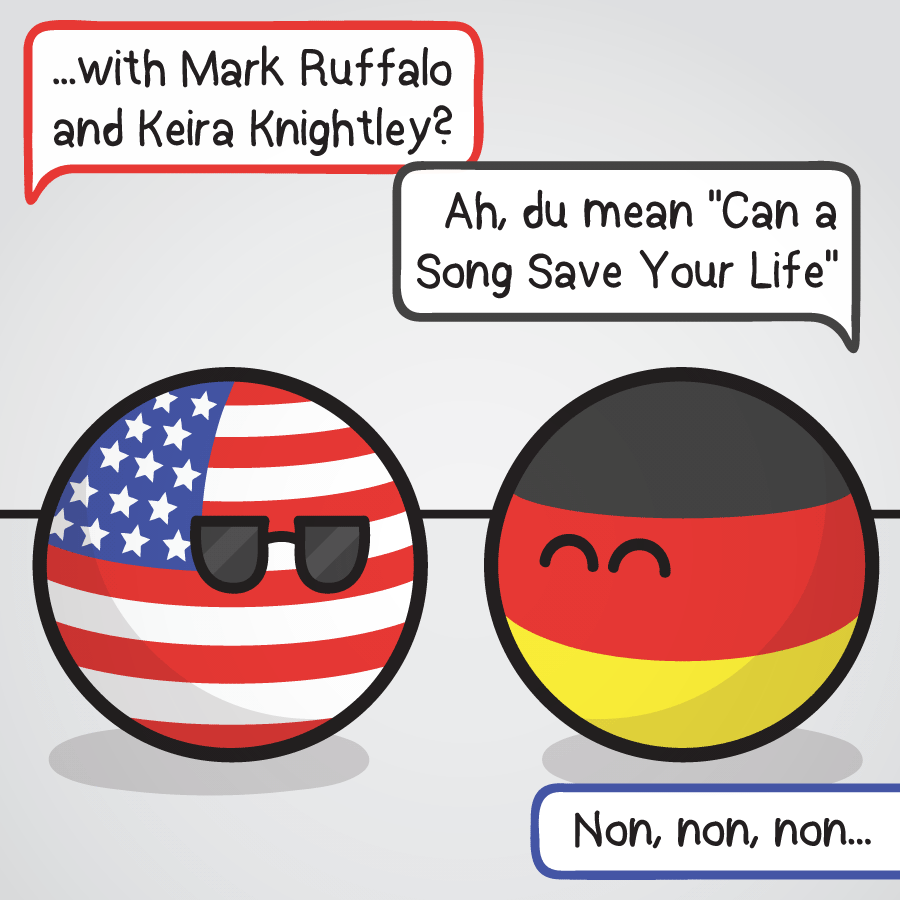 ...with Mark Ruffalo
and Keira Knightley?
Ah, du mean "Can a
Song Save Your Life"
Non, non, non...